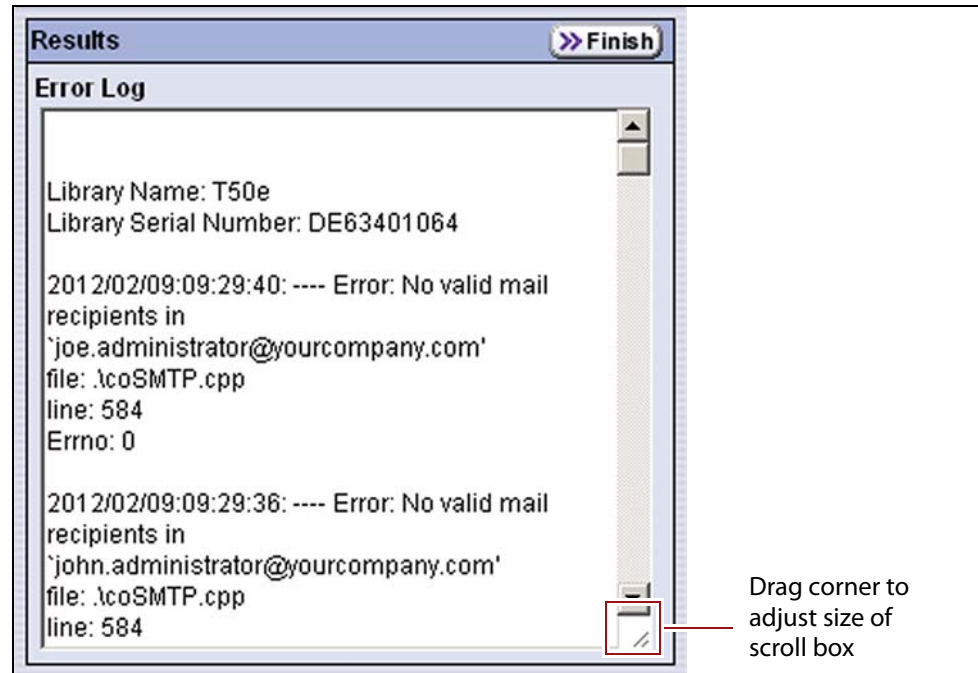 Results
>> Finish
Error Log
Library Name: T50e
Library Serial Number: DE63401064
2012/02/09:09:29:40: ---- Error: No valid mail
recipients in
`joe.administrator@yourcompany.com'
file: .\coSMTP.cpp
line: 584
Errno: 0
2012/02/09:09:29:36: ---- Error: No valid mail
recipients in
`john.administrator@yourcompany.com'
file: .\coSMTP.cpp
line: 584
Drag corner to
adjust size of
scroll box